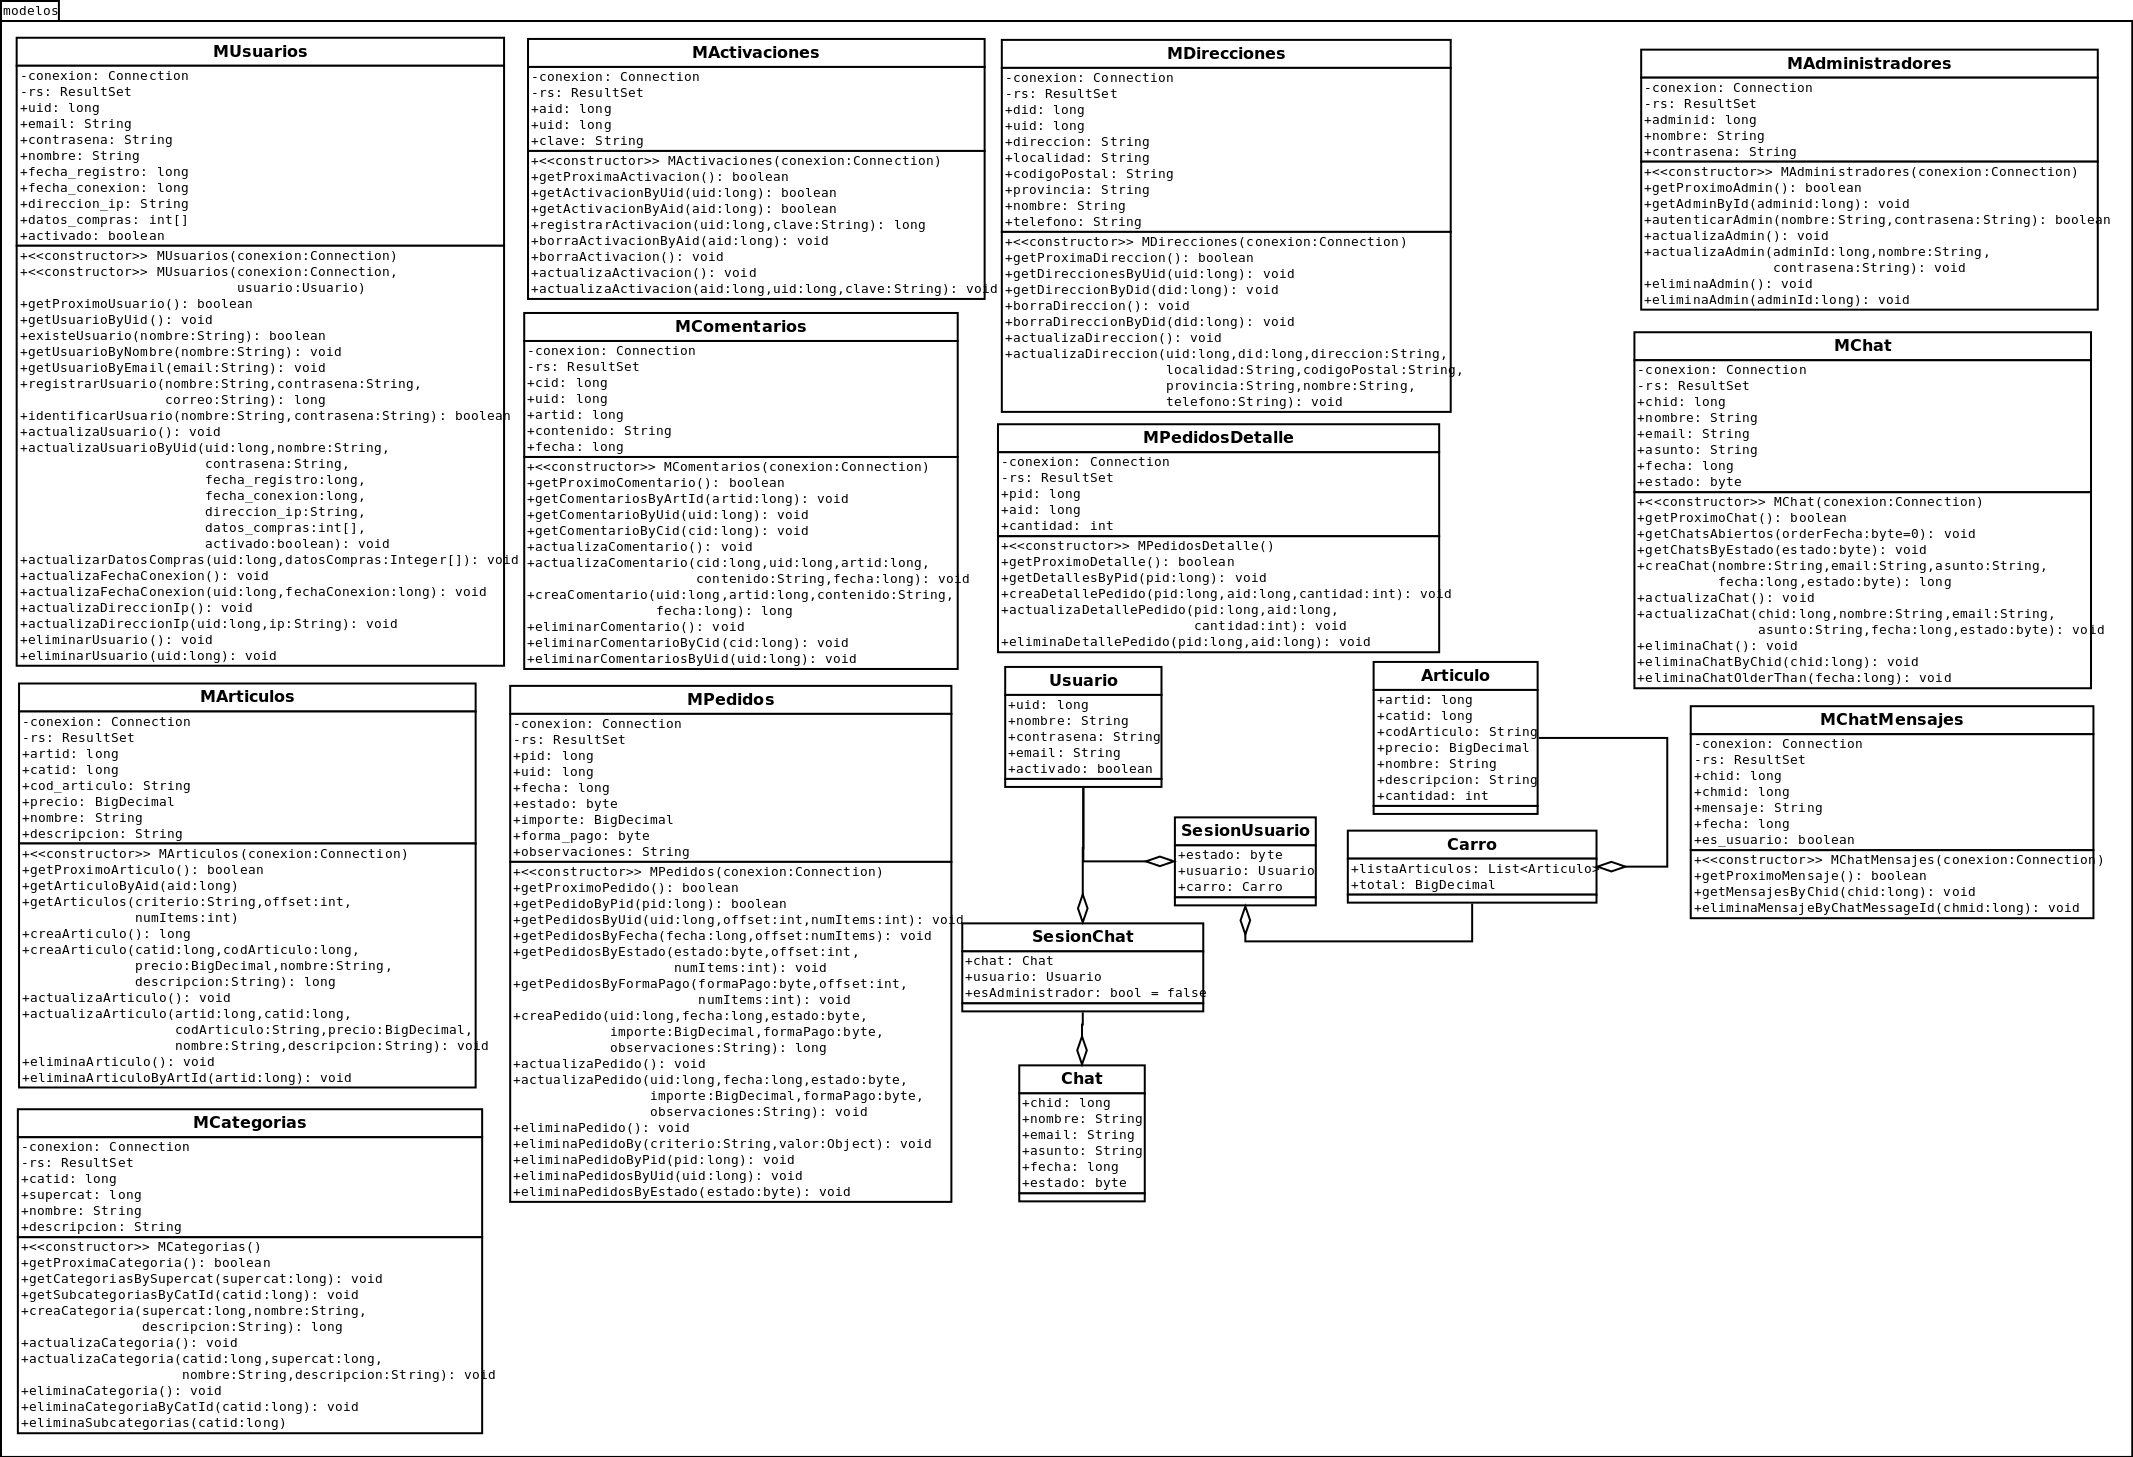 modelos
MUsuarios
-conexion: Connection
-rs: ResultSet
+uid: long
+email: String
+contrasena: String
+nombre: String
+fecha_registro: long
+fecha_conexion: long
+direccion_ip: String
+datos_compras: int[]
+activado: boolean
+<<constructor>> MUsuarios(conexion:Connection)
+<<constructor>> MUsuarios(conexion:Connection,
usuario:Usuario)
+getProximoUsuario(): boolean
+getUsuarioByUid(): void
+existeUsuario(nombre:String): boolean
+getUsuarioByNombre(nombre:String): void
+getUsuarioByEmail(email:String): void
+registrarUsuario(nombre:String,contrasena:String,
correo:String): long
+identificarUsuario(nombre:String,contrasena:String): boolean
+actualizaUsuario(): void
+actualizaUsuarioByUid(uid:long,nombre:String,
contrasena:String,
fecha_registro:long,
fecha_conexion:long,
direccion_ip:String,
datos_compras:int[],
activado:boolean): void
+actualizarDatosCompras(uid:long,datosCompras:Integer[]): void
+actualizaFechaConexion(): void
+actualizaFechaConexion(uid:long,fechaConexion:long): void
+actualizaDireccionIp(): void
+actualizaDireccionIp(uid:long,ip:String): void
+eliminarUsuario(): void
+eliminarUsuario(uid:long): void
MArticulos
-conexion: Connection
-rs: ResultSet
+artid: long
+catid: long
+cod_articulo: String
+precio: BigDecimal
+nombre: String
+descripcion: String
+<<constructor>> MArticulos(conexion:Connection)
+getProximoArticulo(): boolean
+getArticuloByAid(aid:long)
+getArticulos(criterio:String,offset:int,
numItems:int)
+creaArticulo(): long
+creaArticulo(catid:long,codArticulo:long,
precio:BigDecimal,nombre:String,
descripcion:String): long
+actualizaArticulo(): void
+actualizaArticulo(artid:long,catid:long,
codArticulo:String,precio:BigDecimal,
nombre:String,descripcion:String): void
+eliminaArticulo(): void
+eliminaArticuloByArtId(artid:long): void
MCategorias
-conexion: Connection
-rs: ResultSet
+catid: long
+supercat: long
+nombre: String
+descripcion: String
+<<constructor>> MCategorias()
+getProximaCategoria(): boolean
+getCategoriasBySupercat(supercat:long): void
+getSubcategoriasByCatId(catid:long): void
+creaCategoria(supercat:long,nombre:String,
descripcion:String): long
+actualizaCategoria(): void
+actualizaCategoria(catid:long,supercat:long,
nombre:String,descripcion:String): void
+eliminaCategoria(): void
+eliminaCategoriaByCatId(catid:long): void
+eliminaSubcategorias(catid:long)
MActivaciones
-conexion: Connection
-rs: ResultSet
+aid: long
+uid: long
+clave: String
+<<constructor>> MActivaciones(conexion:Connection)
+getProximaActivacion(): boolean
+getActivacionByUid(uid:long): boolean
+getActivacionByAid(aid:long): boolean
+registrarActivacion(uid:long,clave:String): long
+borraActivacionByAid(aid:long): void
+borraActivacion(): void
+actualizaActivacion(): void
+actualizaActivacion(aid:long,uid:long,clave:String): void
MComentarios
-conexion: Connection
-rs: ResultSet
+cid: long
+uid: long
+artid: long
+contenido: String
+fecha: long
+<<constructor>> MComentarios(conexion:Connection)
+getProximoComentario(): boolean
+getComentariosByArtId(artid:long): void
+getComentarioByUid(uid:long): void
+getComentarioByCid(cid:long): void
+actualizaComentario(): void
+actualizaComentario(cid:long,uid:long,artid:long,
contenido:String,fecha:long): void
+creaComentario(uid:long,artid:long,contenido:String,
fecha:long): long
+eliminarComentario(): void
+eliminarComentarioByCid(cid:long): void
+eliminarComentariosByUid(uid:long): void
MPedidos
-conexion: Connection
-rs: ResultSet
+pid: long
+uid: long
+fecha: long
+estado: byte
+importe: BigDecimal
+forma_pago: byte
+observaciones: String
+<<constructor>> MPedidos(conexion:Connection)
+getProximoPedido(): boolean
+getPedidoByPid(pid:long): boolean
+getPedidosByUid(uid:long,offset:int,numItems:int): void
+getPedidosByFecha(fecha:long,offset:numItems): void
+getPedidosByEstado(estado:byte,offset:int,
numItems:int): void
+getPedidosByFormaPago(formaPago:byte,offset:int,
numItems:int): void
+creaPedido(uid:long,fecha:long,estado:byte,
importe:BigDecimal,formaPago:byte,
observaciones:String): long
+actualizaPedido(): void
+actualizaPedido(uid:long,fecha:long,estado:byte,
importe:BigDecimal,formaPago:byte,
observaciones:String): void
+eliminaPedido(): void
+eliminaPedidoBy(criterio:String,valor:Object): void
+eliminaPedidoByPid(pid:long): void
+eliminaPedidosByUid(uid:long): void
+eliminaPedidosByEstado(estado:byte): void
MDirecciones
-conexion: Connection
-rs: ResultSet
+did: long
+uid: long
+direccion: String
+localidad: String
+codigoPostal: String
+provincia: String
+nombre: String
+telefono: String
+<<constructor>> MDirecciones(conexion:Connection)
+getProximaDireccion(): boolean
+getDireccionesByUid(uid:long): void
+getDireccionByDid(did:long): void
+borraDireccion(): void
+borraDireccionByDid(did:long): void
+actualizaDireccion(): void
+actualizaDireccion(uid:long,did:long,direccion:String,
localidad:String,codigoPostal:String,
provincia:String,nombre:String,
telefono:String): void
MPedidosDetalle
-conexion: Connection
-rs: ResultSet
+pid: long
+aid: long
+cantidad: int
+<<constructor>> MPedidosDetalle()
+getProximoDetalle(): boolean
+getDetallesByPid(pid:long): void
+creaDetallePedido(pid:long,aid:long,cantidad:int): void
+actualizaDetallePedido(pid:long,aid:long,
cantidad:int): void
+eliminaDetallePedido(pid:long,aid:long): void
Usuario
+uid: long
+nombre: String
+contrasena: String
+email: String
+activado: boolean
Articulo
+artid: long
+catid: long
+codArticulo: String
+precio: BigDecimal
+nombre: String
+descripcion: String
+cantidad: int
SesionUsuario
+estado: byte
+usuario: Usuario
+carro: Carro
Carro
+listaArticulos: List<Articulo>
+total: BigDecimal
SesionChat
+chat: Chat
+usuario: Usuario
+esAdministrador: bool = false
Chat
+chid: long
+nombre: String
+email: String
+asunto: String
+fecha: long
+estado: byte
MAdministradores
-conexion: Connection
-rs: ResultSet
+adminid: long
+nombre: String
+contrasena: String
+<<constructor>> MAdministradores(conexion:Connection)
+getProximoAdmin(): boolean
+getAdminById(adminid:long): void
+autenticarAdmin(nombre:String,contrasena:String): boolean
+actualizaAdmin(): void
+actualizaAdmin(adminId:long,nombre:String,
contrasena:String): void
+eliminaAdmin(): void
+eliminaAdmin(adminId:long): void
MChat
-conexion: Connection
-rs: ResultSet
+chid: long
+nombre: String
+email: String
+asunto: String
+fecha: long
+estado: byte
+<<constructor>> MChat(conexion:Connection)
+getProximoChat(): boolean
+getChatsAbiertos(orderFecha:byte=0): void
+getChatsByEstado(estado:byte): void
+creaChat(nombre:String,email:String,asunto:String,
fecha:long,estado:byte): long
+actualizaChat(): void
+actualizaChat(chid:long,nombre:String,email:String,
asunto:String,fecha:long,estado:byte): void
+eliminaChat(): void
+eliminaChatByChid(chid:long): void
+eliminaChatOlderThan(fecha:long): void
MChatMensajes
-conexion: Connection
-rs: ResultSet
+chid: long
+chmid: long
+mensaje: String
+fecha: long
+es_usuario: boolean
+<<constructor>> MChatMensajes(conexion:Connection)
+getProximoMensaje(): boolean
+getMensajesByChid(chid:long): void
+eliminaMensajeByChatMessageId(chmid:long): void